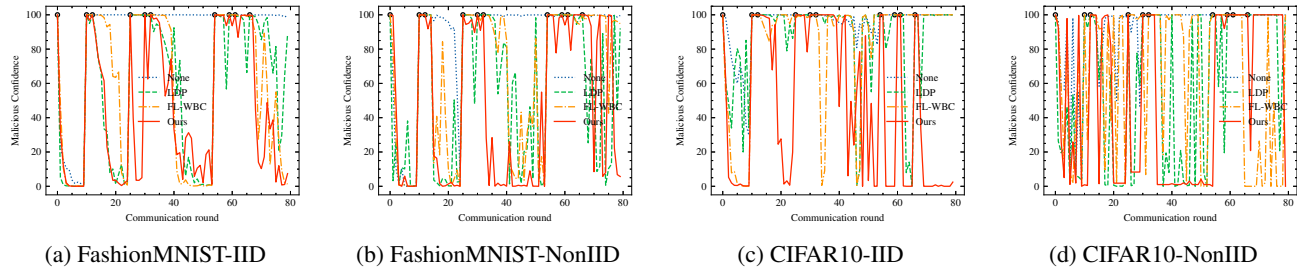 100
80
60
40
20
0
Malicious Confidence
None
LDP
FL-WBC
Ours
0 20 40 60 80
Communication round
(a) FashionMNIST-IID
100
80
60
40
20
0
Malicious Confidence
None
LDP
FL-WBC
Ours
0 20 40 60 80
Communication round
(b) FashionMNIST-NonIID
100
80
60
40
20
0
Malicious Confidence
None
LDP
FL-WBC
Ours
0 20 40 60 80
Communication round
(c) CIFAR10-IID
100
80
60
40
20
0
Malicious Confidence
None
LDP
FL-WBC
Ours
0 20 40 60 80
Communication round
(d) CIFAR10-NonIID